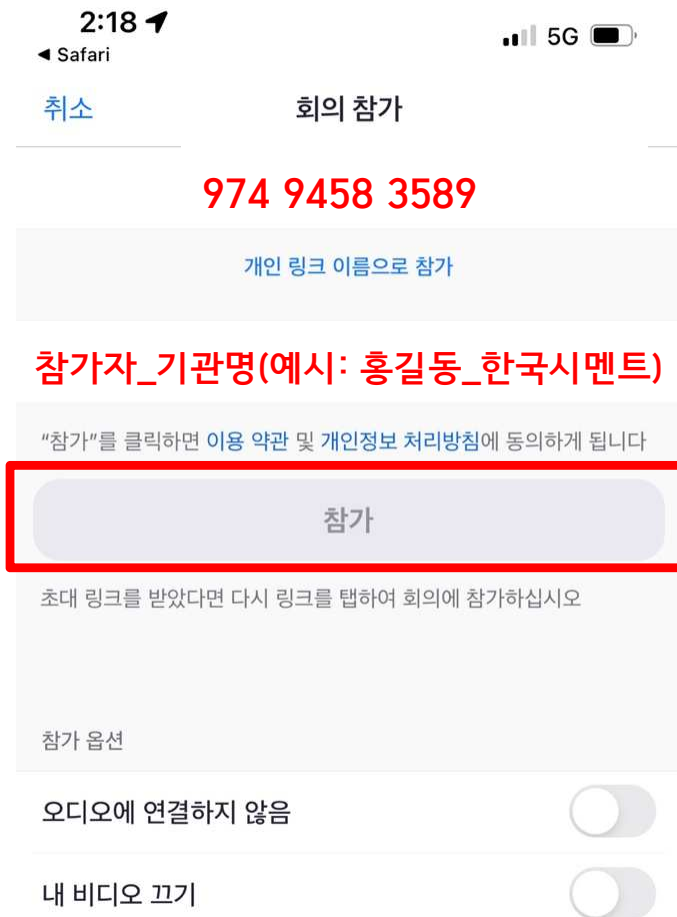 2:18
5G
◀ Safari
취소
회의 참가
974 9458 3589
개인 링크 이름으로 참가
참가자_기관명(예시: 홍길동_한국시멘트)
“참가”를 클릭하면 이용 약관 및 개인정보 처리방침에 동의하게 됩니다
참가
초대 링크를 받았다면 다시 링크를 탭하여 회의에 참가하십시오
참가 옵션
오디오에 연결하지 않음
내 비디오 끄기